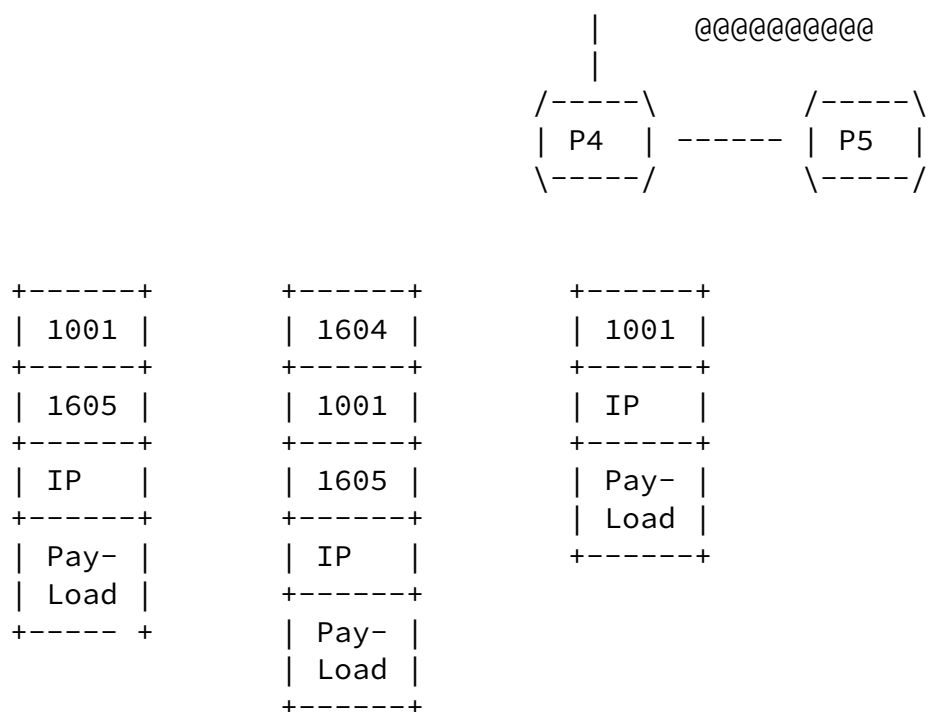 |     @@@@@@@@@@
                                 |
                              /-----\        /-----\
                              | P4  | ------ | P5  |
                              \-----/        \-----/


+------+       +------+        +------+
| 1001 |       | 1604 |        | 1001 |
+------+       +------+        +------+
| 1605 |       | 1001 |        | IP   |
+------+       +------+        +------+
| IP   |       | 1605 |        | Pay- |
+------+       +------+        | Load |
| Pay- |       | IP   |        +------+
| Load |       +------+
+----- +       | Pay- |
               | Load |
               +------+